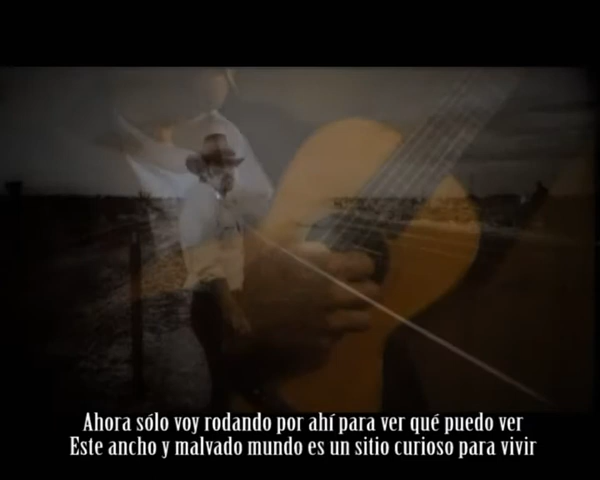 Ahora sólo voy rodando por ahí para ver qué puedo ver
Este ancho y malvado mundo es un sitio curioso para vivir